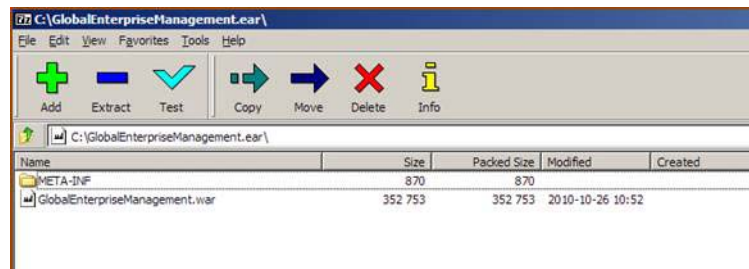 C:\GlobalEnterpriseManagement.ear\
File Edit View Favorites Tools Help
Add Extract Test Copy Move Delete Info
C:\GlobalEnterpriseManagement.ear\
Name Size Packed Size Modified Created
META-INF 870 870
GlobalEnterpriseManagement.war 352 753 352 753 2010-10-26 10:52